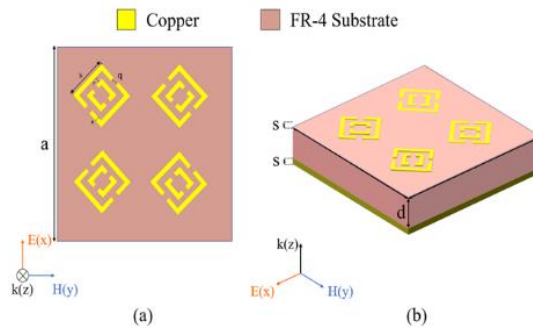 Copper
FR-4 Substrate
q
a
S
S
d
E(x)
k(z)
H(y)
k(z)
E(x)
H(y)
(a)
(b)